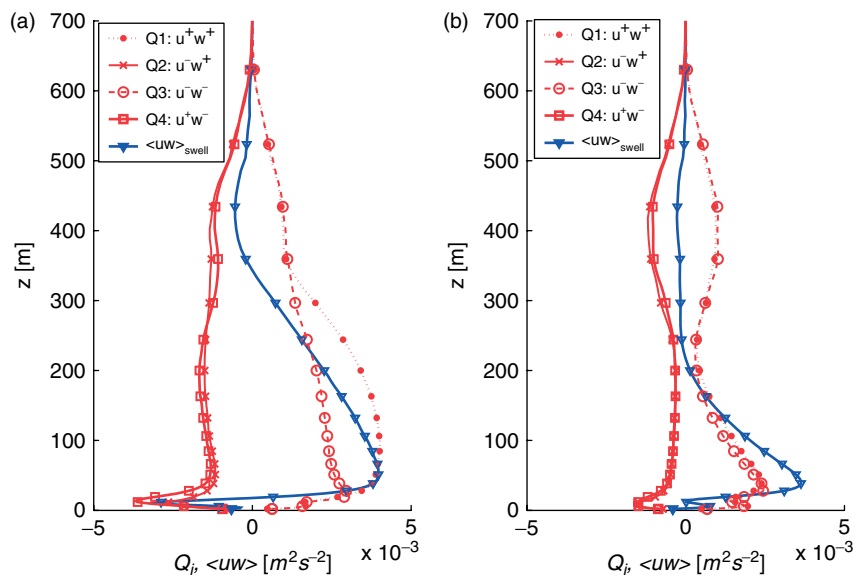 (a)
700
600
500
400
300
200
100
0
z [m]
Q1: u⁺w⁺
Q2: u⁻w⁺
Q3: u⁻w⁻
Q4: u⁺w⁻
<uw>swell
−5
0
5
x 10⁻³
Qᵢ, <uw> [m²s⁻²]
(b)
700
600
500
400
300
200
100
0
z [m]
Q1: u⁺w⁺
Q2: u⁻w⁺
Q3: u⁻w⁻
Q4: u⁺w⁻
<uw>swell
−5
0
5
x 10⁻³
Qᵢ, <uw> [m²s⁻²]